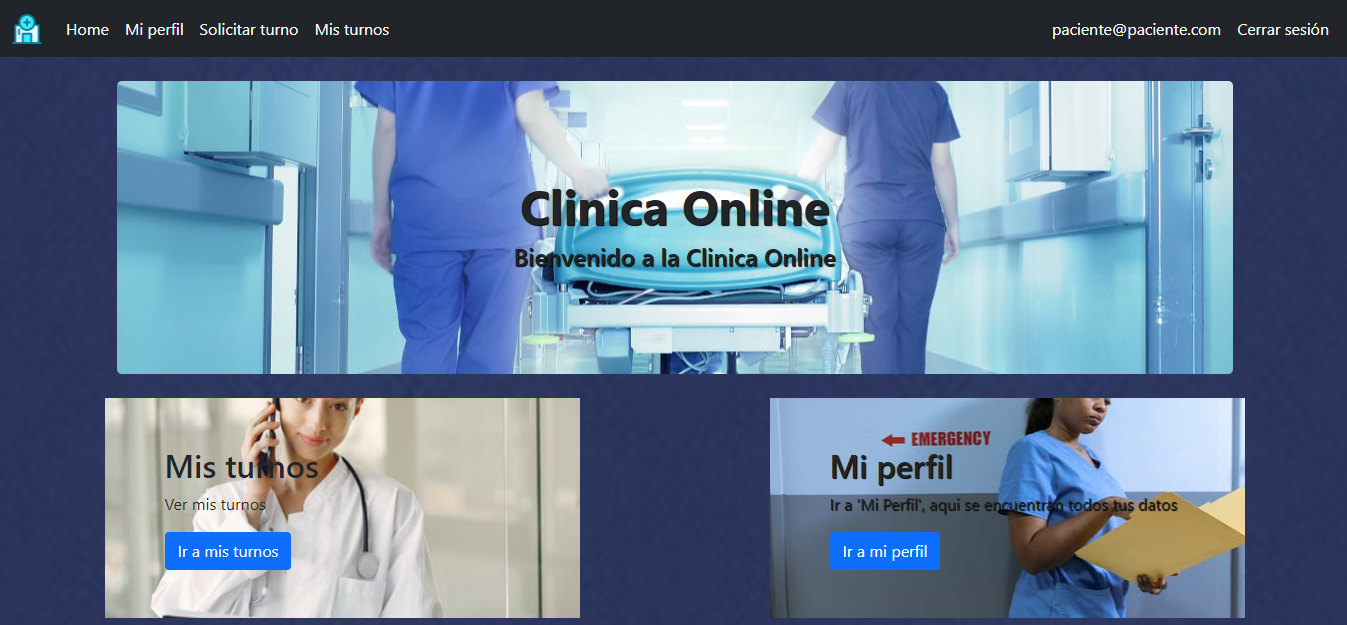 Home Mi perfil Solicitar turno Mis turnos paciente@paciente.com Cerrar sesión
Clinica Online
Bienvenido a la Clinica Online
Mis turnos
Ver mis turnos
Ir a mis turnos
EMERGENCY
Mi perfil
Ir a 'Mi Perfil', aqui se encuentran todos tus datos
Ir a mi perfil